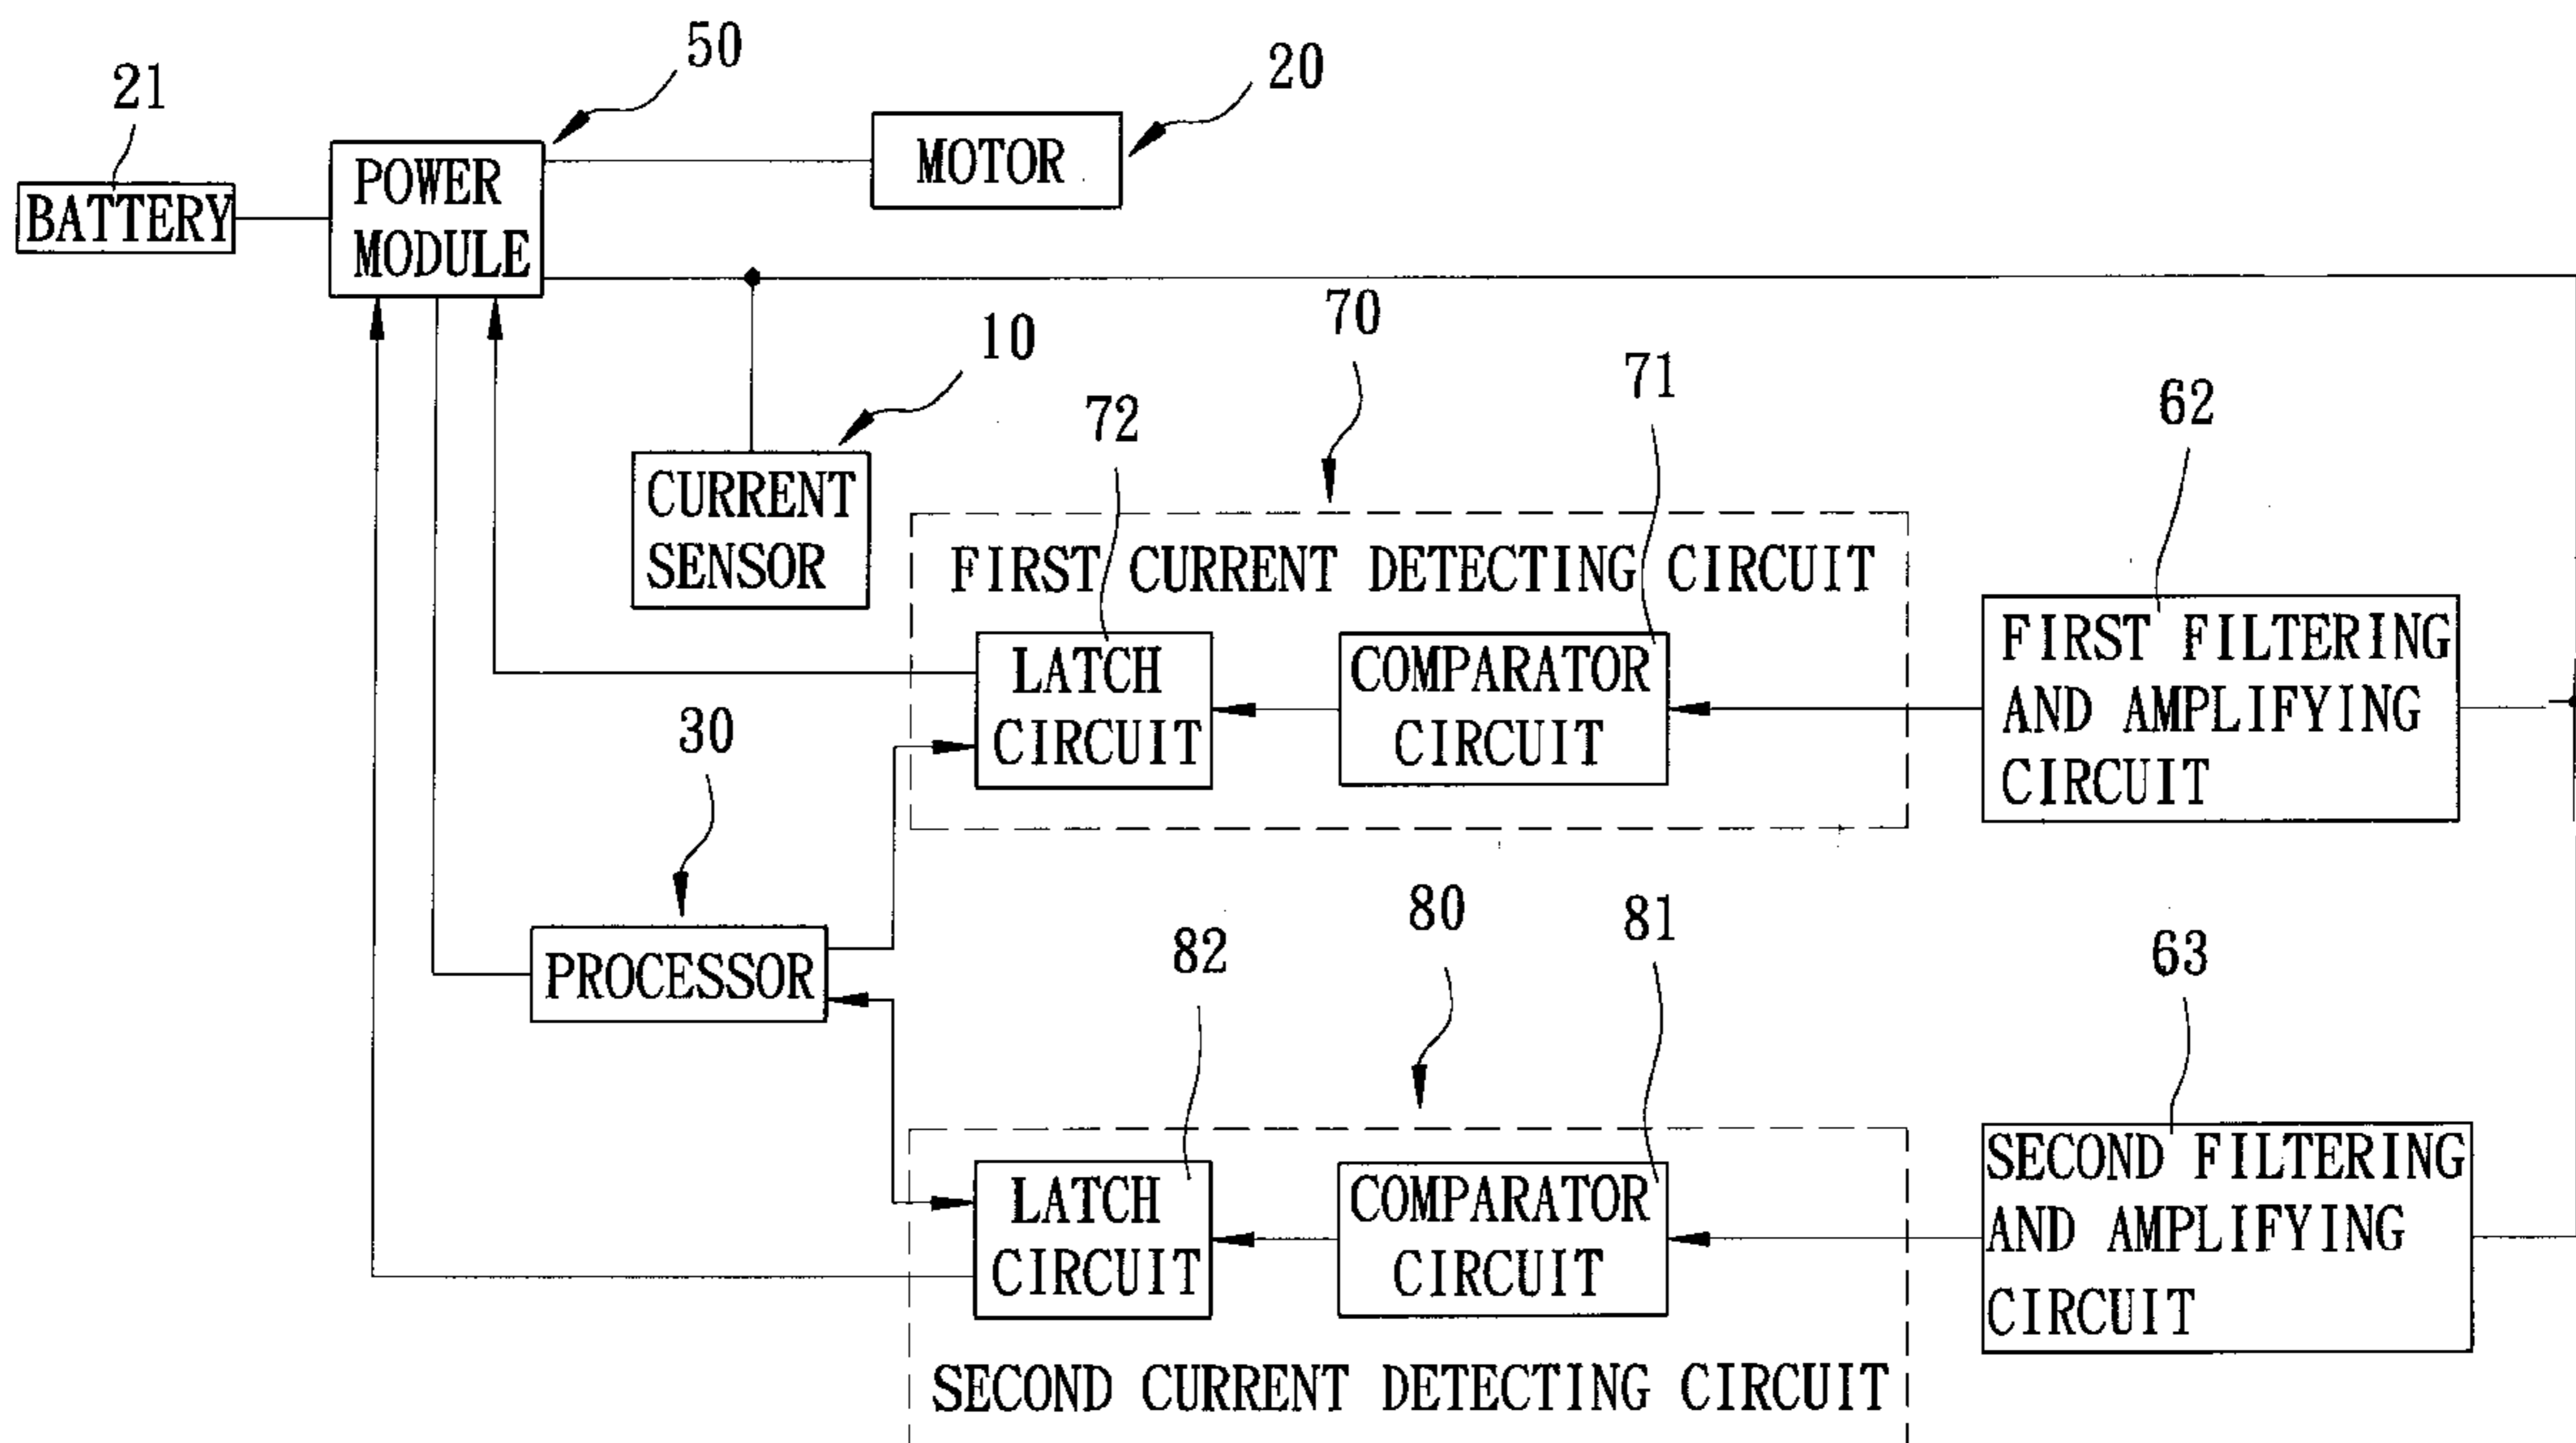 50
20
21
MOTOR
POWER
MODULE
BATTERY
70
10
71
62
72
CURRENT
SENSOR
FIRST CURRENT DETECTING CIRCUIT
LATCH
CIRCUIT
COMPARATOR
CIRCUIT
FIRST FILTERING
AND AMPLIFYING
CIRCUIT
30
80
81
82
63
PROCESSOR
LATCH
CIRCUIT
COMPARATOR
CIRCUIT
SECOND FILTERING
AND AMPLIFYING
CIRCUIT
SECOND CURRENT DETECTING CIRCUIT